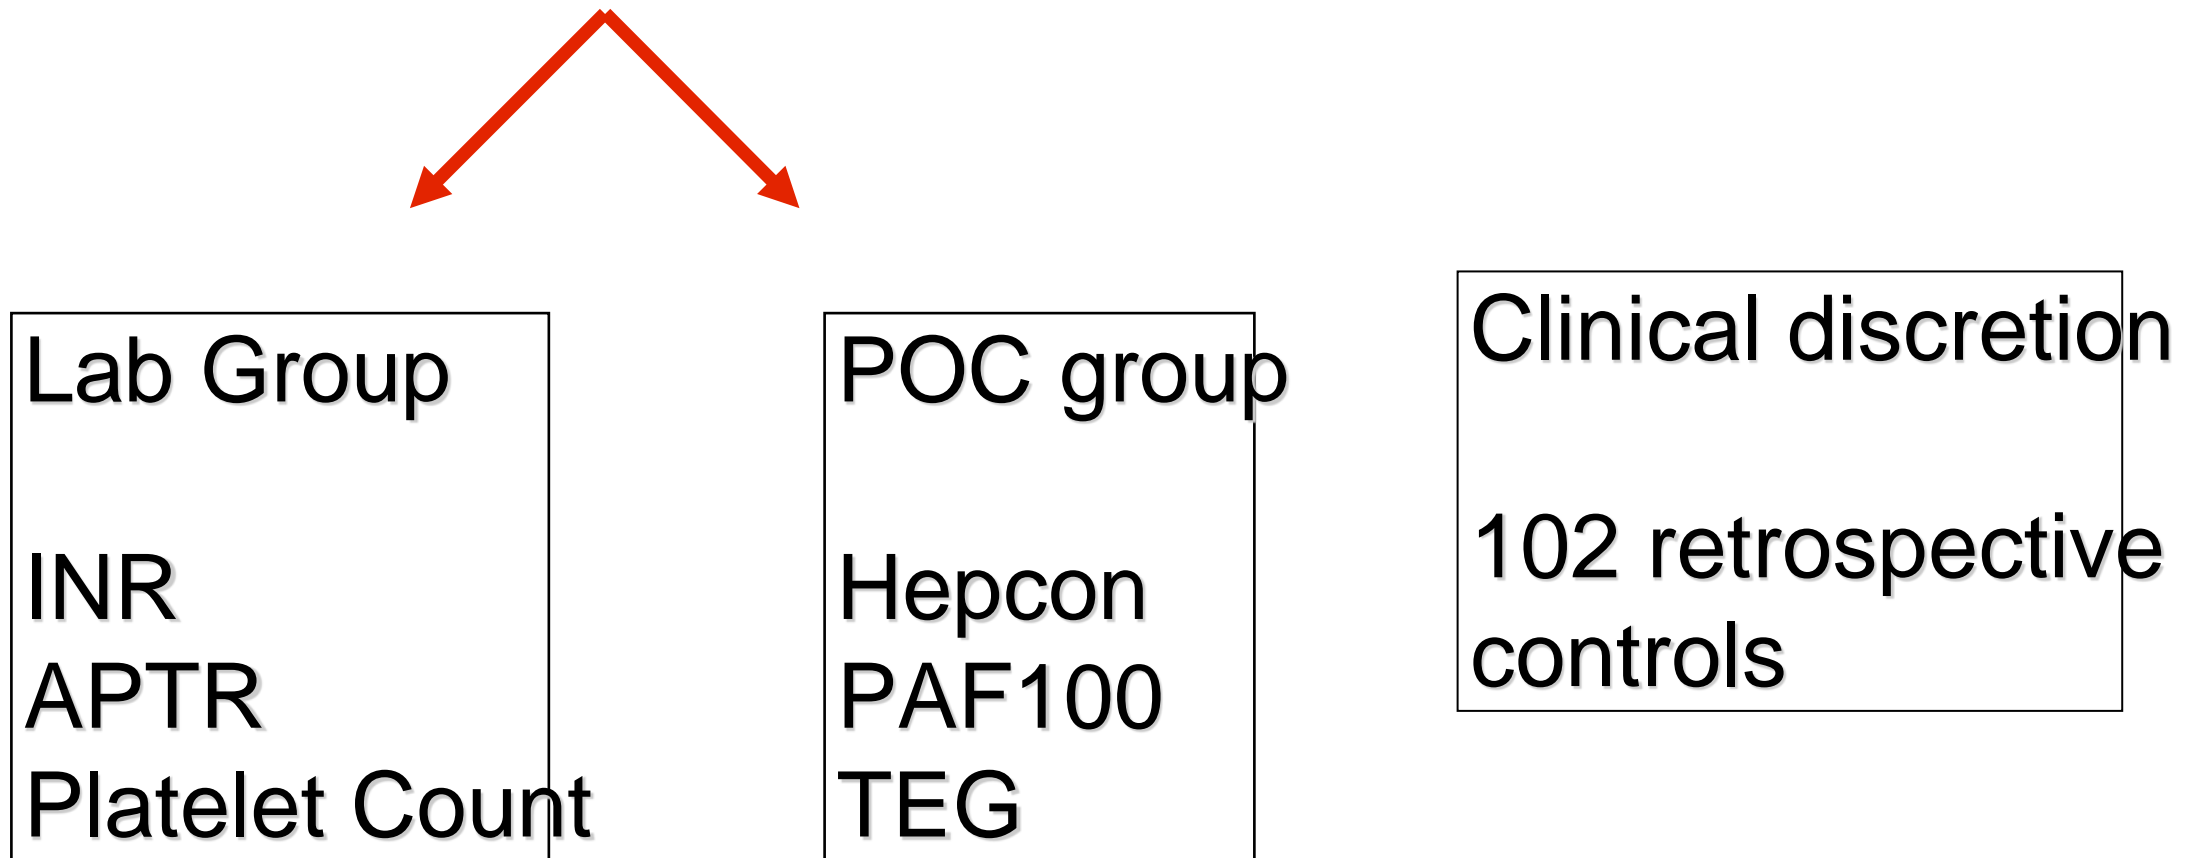 Lab Group
INR
APTR
Platelet Count
POC group
Hepcon
PAF100
TEG
Clinical discretion
102 retrospective
controls